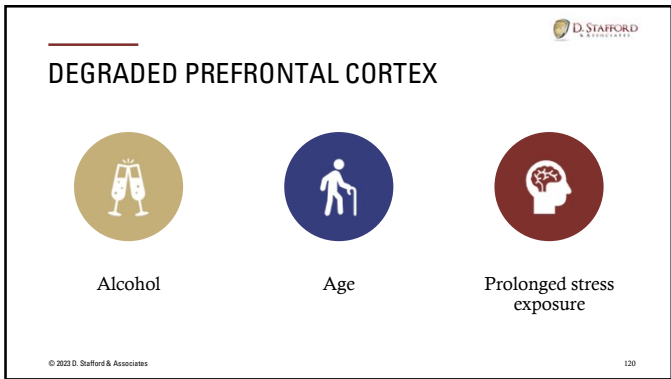 D. STAFFORD
& ASSOCIATES
DEGRADED PREFRONTAL CORTEX
Alcohol
Age
Prolonged stress
exposure
© 2023 D. Stafford & Associates
120